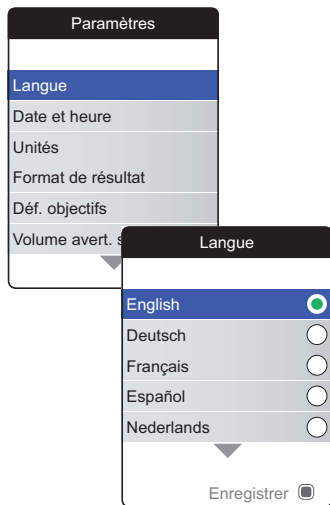 Paramètres
Langue
Date et heure
Unités
Format de résultat
Déf. objectifs
Volume avert. s
Langue
English
Deutsch
Français
Español
Nederlands
Enregistrer